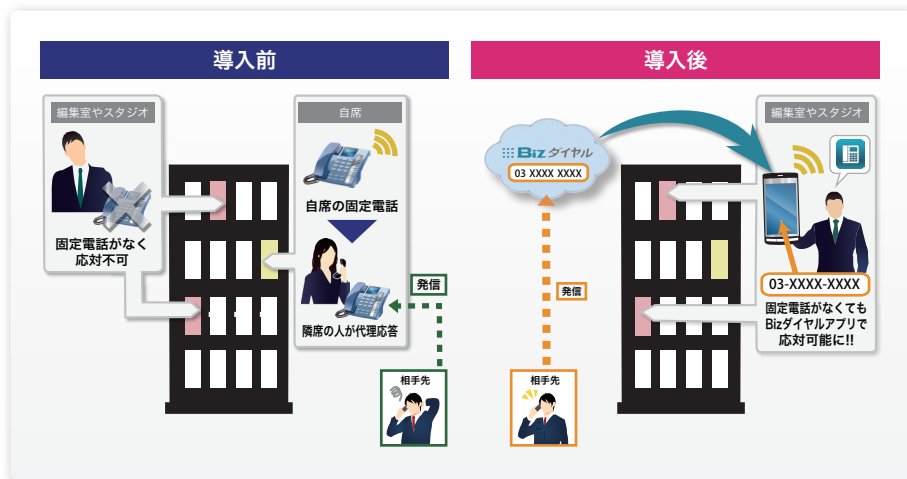 導入前
編集室やスタジオ
固定電話がなく
応対不可
自席
自席の固定電話
隣席の人が代理応答
発信
相手先
導入後
Bizダイヤル
03 XXXX XXXX
発信
相手先
編集室やスタジオ
03-XXXX-XXXX
固定電話がなくても
Bizダイヤルアプリで
応対可能に!!